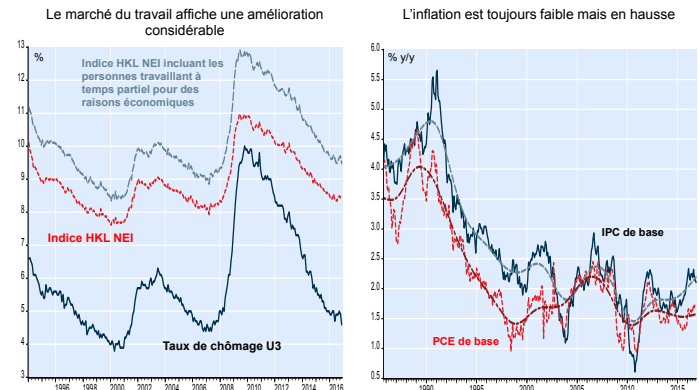 Le marché du travail affiche une amélioration
considérable
13
12
11
10
9
8
7
6
5
4
3
%
Indice HKL NEI incluant les
personnes travaillant à
temps partiel pour des
raisons économiques
Indice HKL NEI
Taux de chômage U3
1996 1998 2000 2002 2004 2006 2008 2010 2012 2014 2016
L'inflation est toujours faible mais en hausse
6.0
5.5
5.0
4.5
4.0
3.5
3.0
2.5
2.0
1.5
1.0
0.5
% y/y
IPC de base
PCE de base
1990 1995 2000 2005 2010 2015